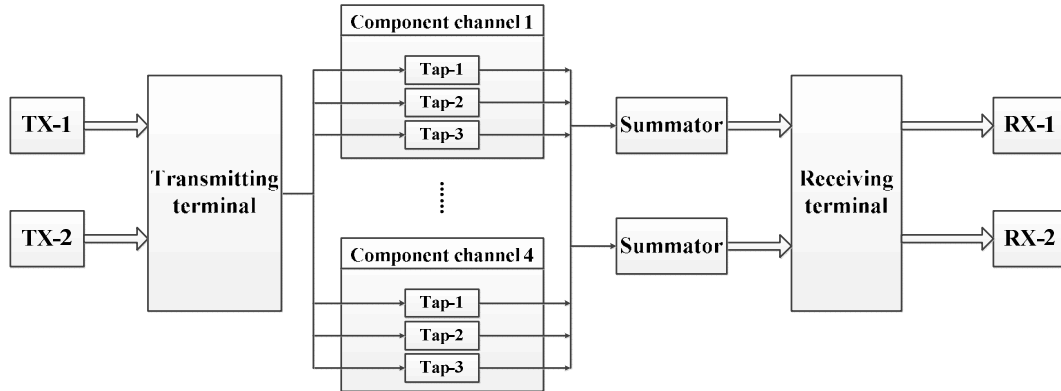 TX-1
TX-2
Transmitting
terminal
Component channel 1
Tap-1
Tap-2
Tap-3
Component channel 4
Tap-1
Tap-2
Tap-3
Summator
Summator
Receiving
terminal
RX-1
RX-2